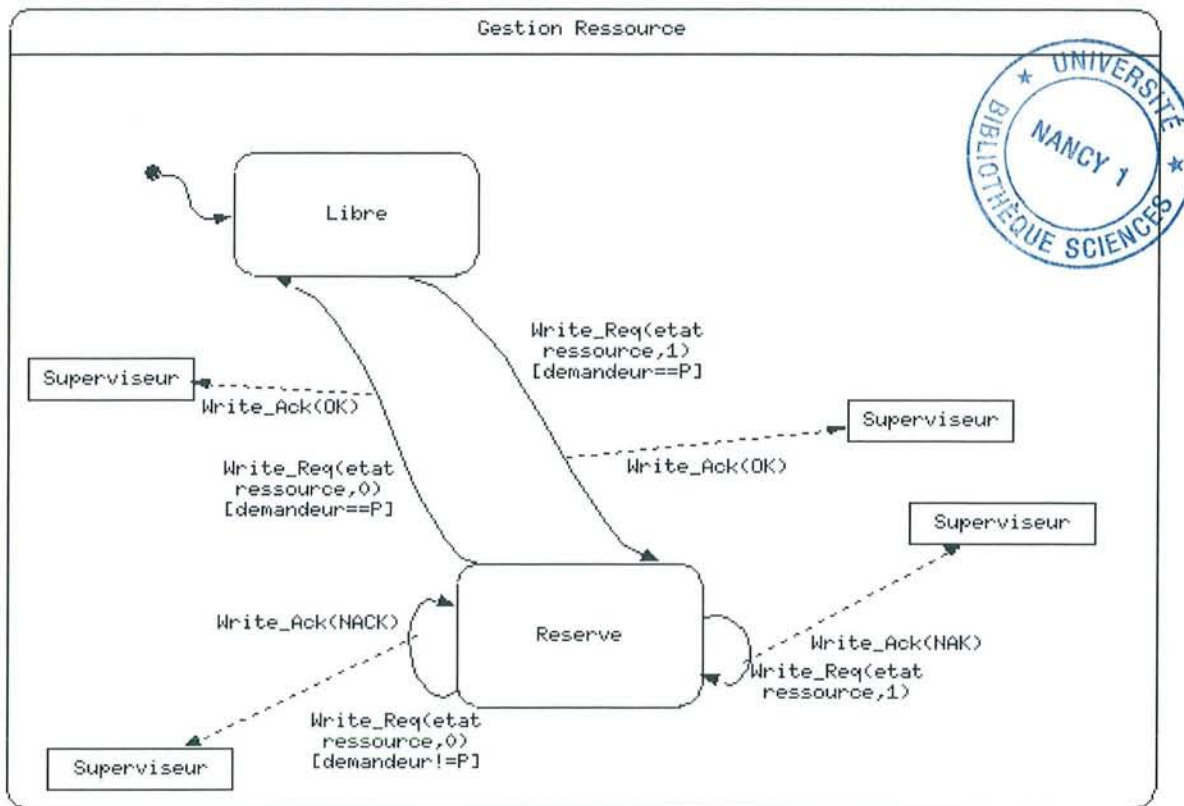 Gestion Ressource
★ UNIVERSITÉ ★
BIBLIOTHÈQUE SCIENCES
NANCY 1
Libre
Write_Req(etat
ressource,1)
[demandeur==P]
Superviseur
Write_Ack(OK)
Superviseur
Write_Ack(OK)
Write_Req(etat
ressource,0)
[demandeur==P]
Superviseur
Write_Ack(NACK)
Reserve
Write_Ack(NAK)
Write_Req(etat
ressource,1)
Write_Req(etat
ressource,0)
[demandeur!=P]
Superviseur